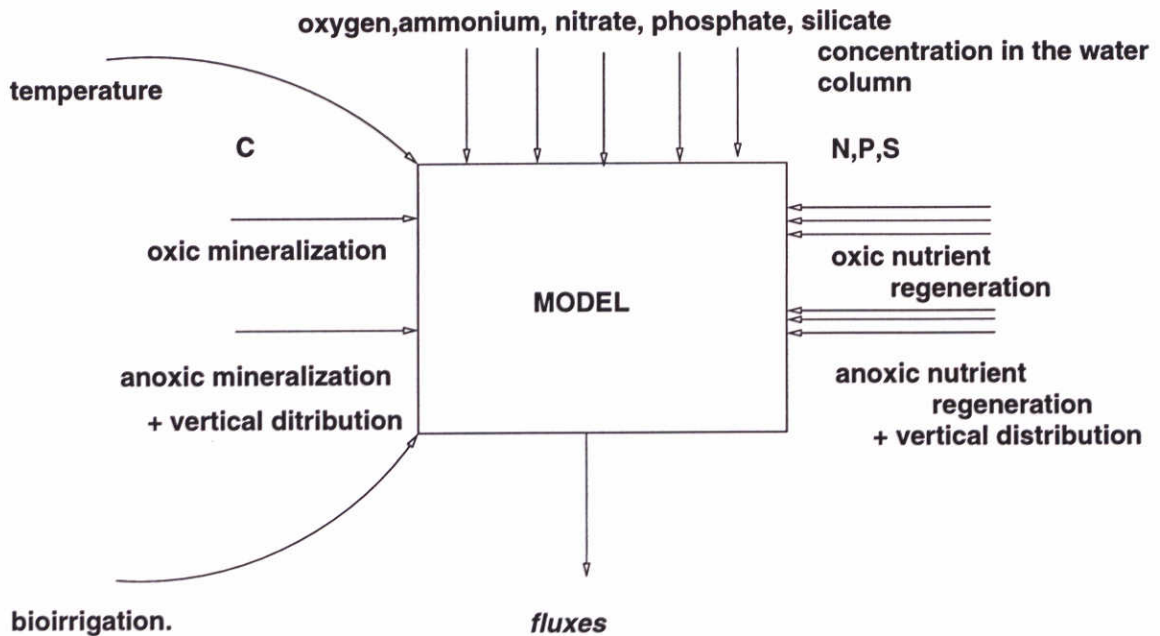 oxygen,ammonium, nitrate, phosphate, silicate
concentration in the water
column
temperature
C
N,P,S
oxic mineralization
oxic nutrient
regeneration
MODEL
anoxic mineralization
+ vertical ditribution
anoxic nutrient
regeneration
+ vertical distribution
bioirrigation.
fluxes